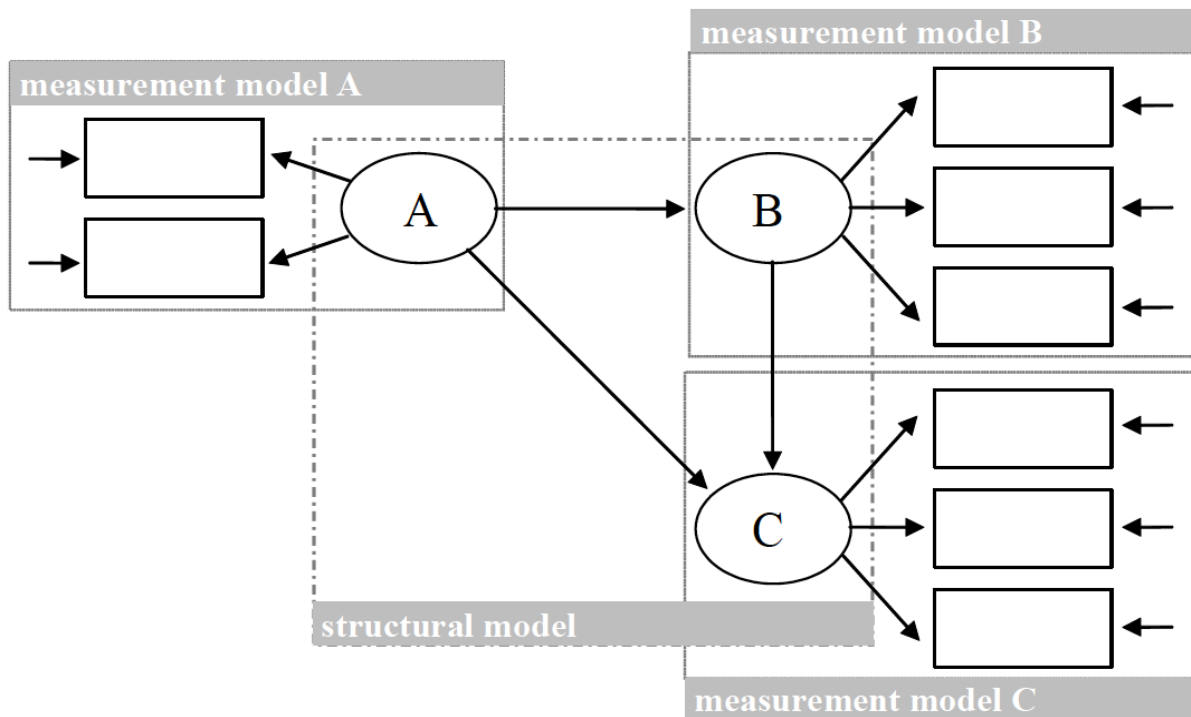 measurement model B
measurement model A
A
B
C
structural model
measurement model C